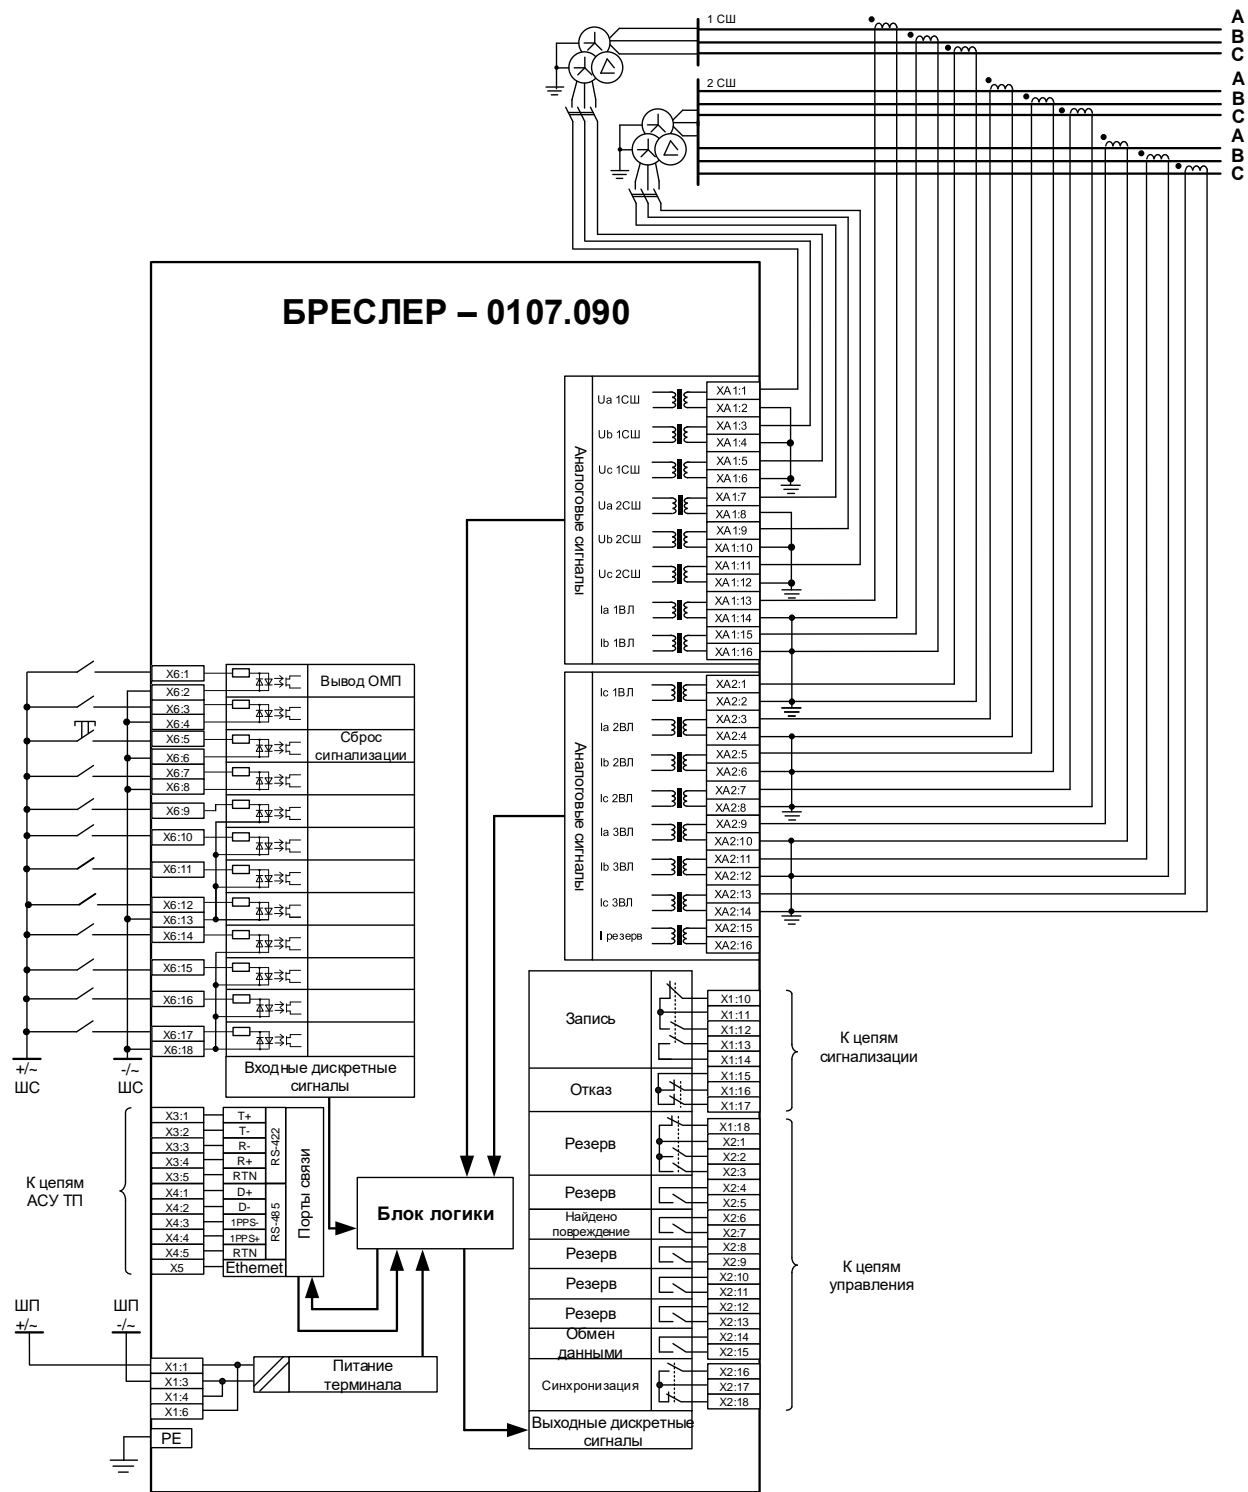 1 СШ
A
B
C
2 СШ
A
B
C
A
B
C
БРЕСЛЕР – 0107.090
Аналоговые сигналы
Ua 1СШ
XA1:1
XA1:2
Ub 1СШ
XA1:3
XA1:4
Uc 1СШ
XA1:5
XA1:6
Ua 2СШ
XA1:7
XA1:8
Ub 2СШ
XA1:9
XA1:10
Uc 2СШ
XA1:11
XA1:12
Ia 1ВЛ
XA1:13
XA1:14
Ib 1ВЛ
XA1:15
XA1:16
Аналоговые сигналы
Ic 1ВЛ
XA2:1
XA2:2
Ia 2ВЛ
XA2:3
XA2:4
Ib 2ВЛ
XA2:5
XA2:6
Ic 2ВЛ
XA2:7
XA2:8
Ia 3ВЛ
XA2:9
XA2:10
Ib 3ВЛ
XA2:11
XA2:12
Ic 3ВЛ
XA2:13
XA2:14
I резерв
XA2:15
XA2:16
X6:1
X6:2
Вывод ОМП
X6:3
X6:4
X6:5
X6:6
Сброс
сигнализации
X6:7
X6:8
X6:9
X6:10
X6:11
X6:12
X6:13
X6:14
X6:15
X6:16
X6:17
X6:18
+/~
ШС
-/~
ШС
Входные дискретные
сигналы
К цепям
АСУ ТП
X3:1
T+
X3:2
T-
X3:3
R-
X3:4
R+
X3:5
RTN
RS-422
X4:1
D+
X4:2
D-
X4:3
1PPS-
X4:4
1PPS+
X4:5
RTN
RS-485
X5
Ethernet
Порты связи
Блок логики
ШП
+/~
ШП
-/~
X1:1
X1:3
X1:4
X1:6
Питание
терминала
PE
Запись
X1:10
X1:11
X1:12
X1:13
X1:14
Отказ
X1:15
X1:16
X1:17
К цепям
сигнализации
Резерв
X1:18
X2:1
X2:2
X2:3
Резерв
X2:4
X2:5
Найдено
повреждение
X2:6
X2:7
Резерв
X2:8
X2:9
Резерв
X2:10
X2:11
Резерв
X2:12
X2:13
Обмен
данными
X2:14
X2:15
Синхронизация
X2:16
X2:17
X2:18
К цепям
управления
Выходные дискретные
сигналы